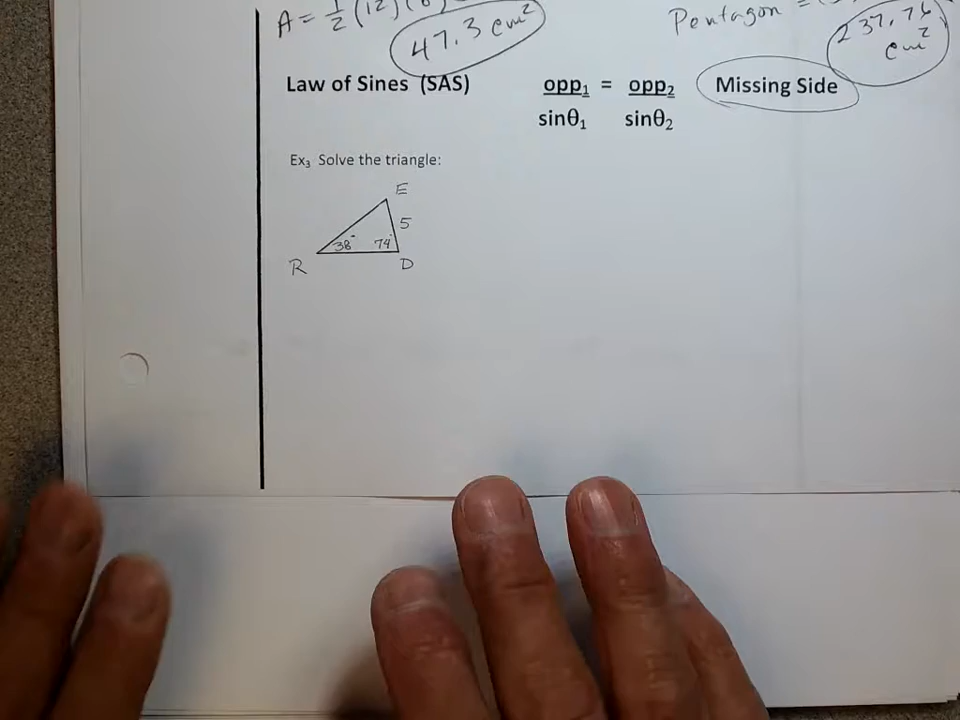 A = 1/2 (12)(
47.3 cm²
Pentagon =
237.76 cm²
Law of Sines (SAS)
opp₁ = opp₂
sinθ₁ sinθ₂
Missing Side
Ex₃ Solve the triangle:
E
5
38° 74°
R
D